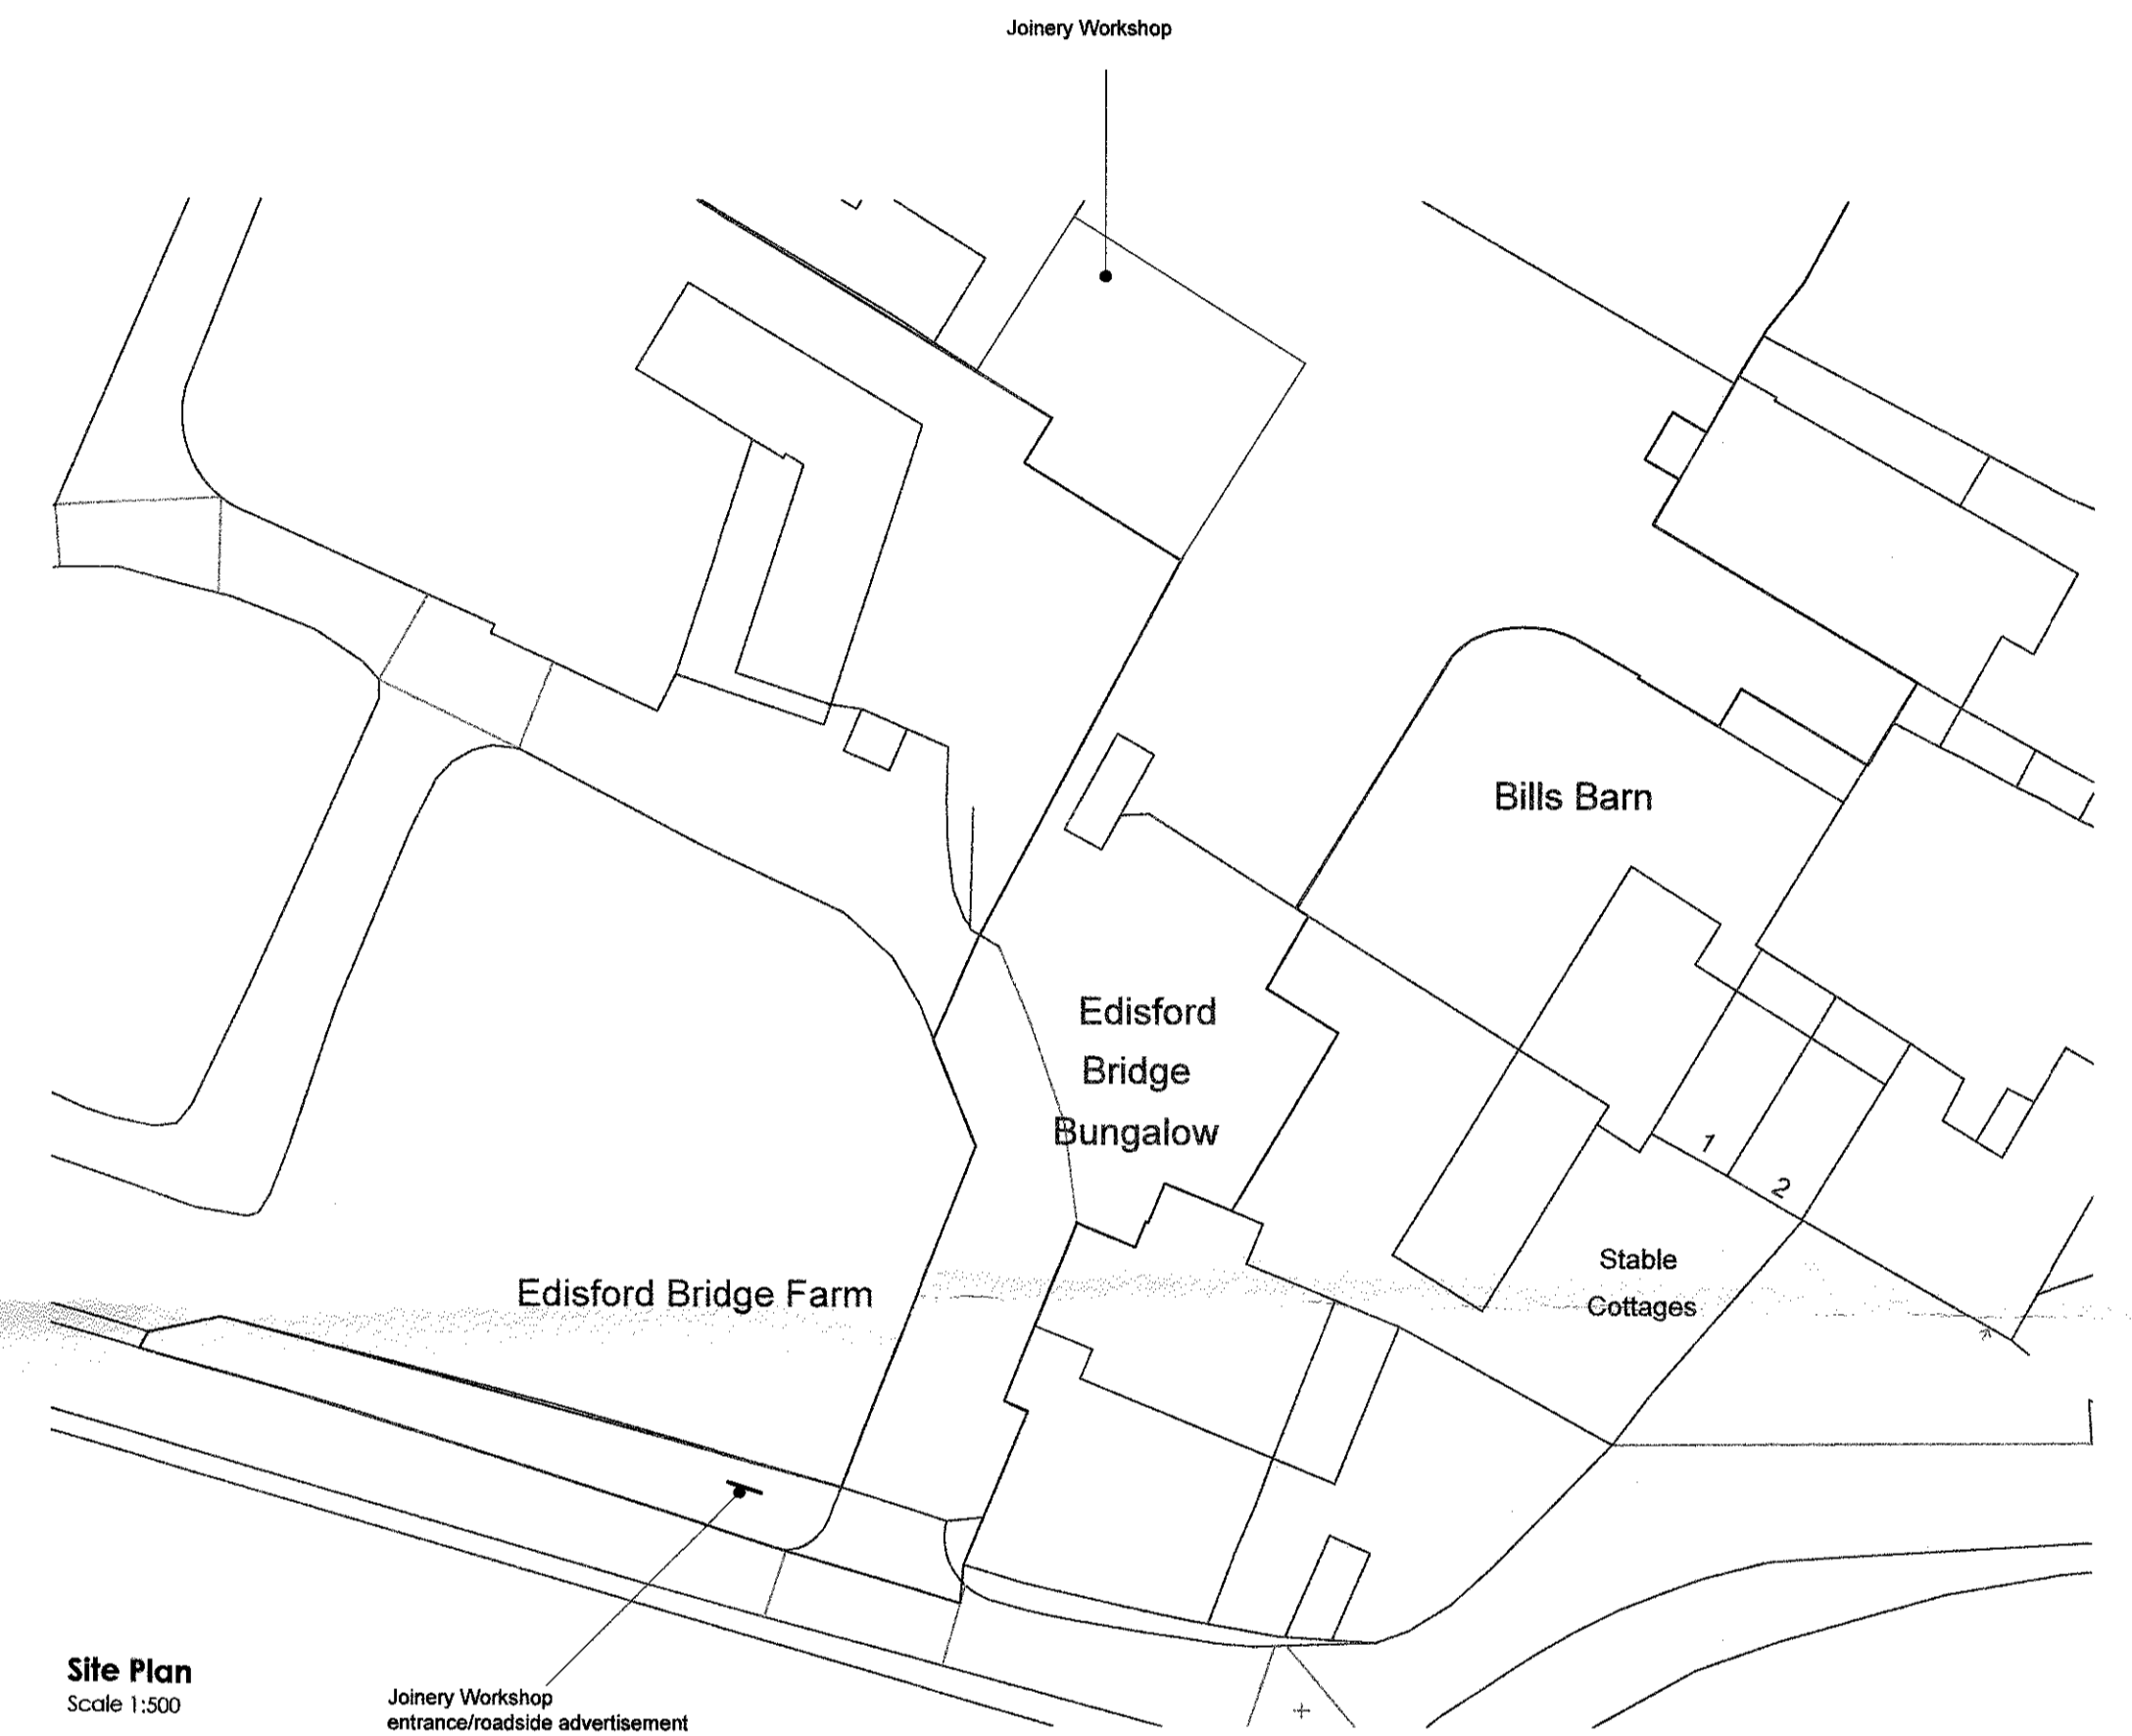 Joinery Workshop
Bills Barn
Edisford
Bridge
Bungalow
1
2
Stable
Cottages
Edisford Bridge Farm
Site Plan
Scale 1:500
Joinery Workshop
entrance/roadside advertisement